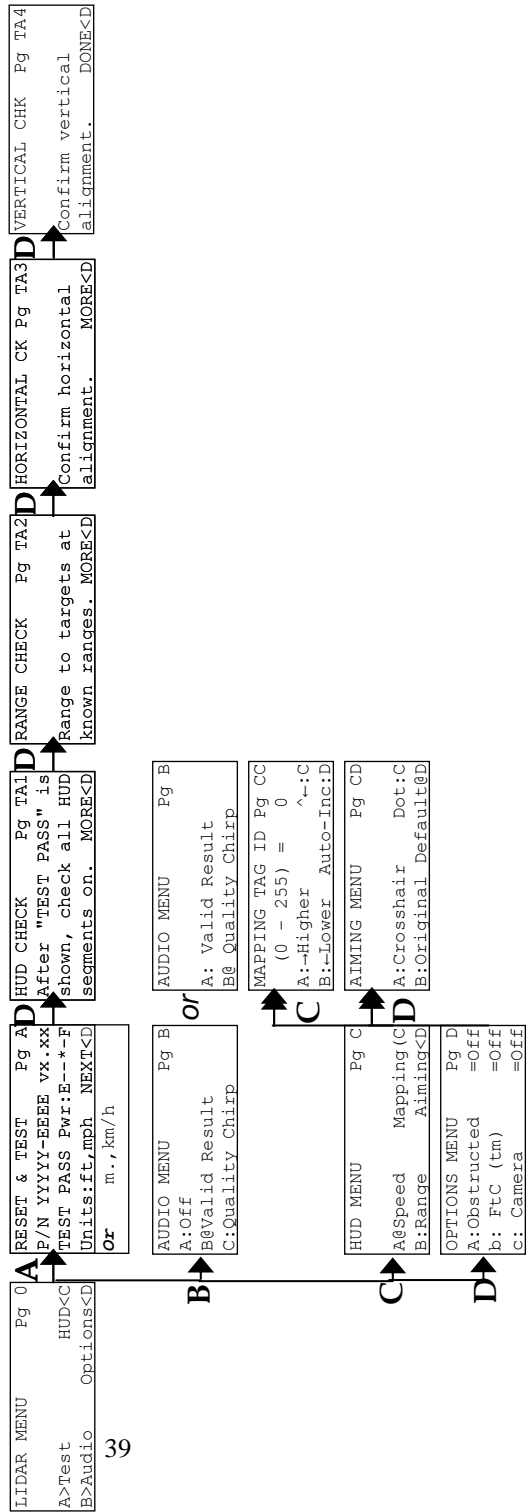 LIDAR MENU Pg 0
A>Test HUD<C
B>Audio Options<D
A
RESET & TEST Pg A
P/N YYYYY-EEEE vx.xx
TEST PASS Pwr:E--*-F
Units:ft,mph NEXT<D
or m.,km/h
D
HUD CHECK Pg TA1
After "TEST PASS" is
shown, check all HUD
segments on. MORE<D
D
RANGE CHECK Pg TA2
Range to targets at
known ranges. MORE<D
D
HORIZONTAL CK Pg TA3
Confirm horizontal
alignment. MORE<D
D
VERTICAL CHK Pg TA4
Confirm vertical
alignment. DONE<D
B
AUDIO MENU Pg B
A:Off
B@Valid Result
C:Quality Chirp
or
AUDIO MENU Pg B
A: Valid Result
B@ Quality Chirp
C
HUD MENU Pg C
A@Speed Mapping(C
B:Range Aiming<D
C
MAPPING TAG ID Pg CC
(0 - 255) = 0
A:→Higher ^←:C
B:←Lower Auto-Inc:D
D
AIMING MENU Pg CD
A:Crosshair Dot:C
B:Original Default@D
D
OPTIONS MENU Pg D
A:Obstructed =Off
b: FtC (tm) =Off
c: Camera =Off
39